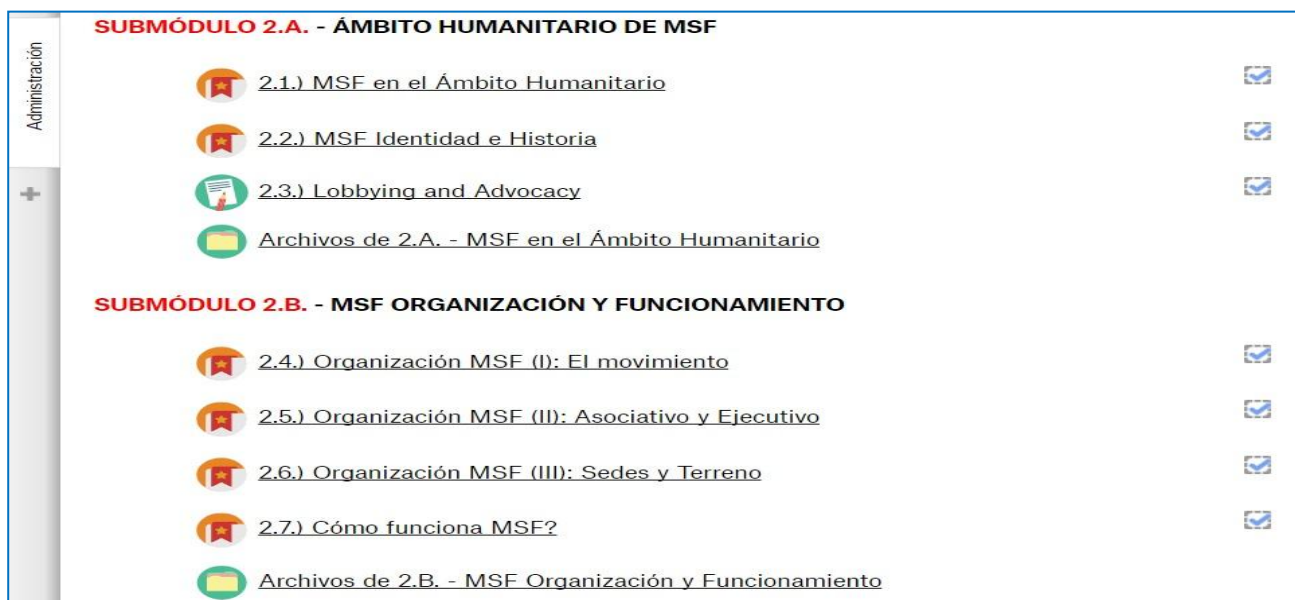 Administración
SUBMÓDULO 2.A. - ÁMBITO HUMANITARIO DE MSF
2.1.) MSF en el Ámbito Humanitario
2.2.) MSF Identidad e Historia
2.3.) Lobbying and Advocacy
Archivos de 2.A. - MSF en el Ámbito Humanitario
SUBMÓDULO 2.B. - MSF ORGANIZACIÓN Y FUNCIONAMIENTO
2.4.) Organización MSF (I): El movimiento
2.5.) Organización MSF (II): Asociativo y Ejecutivo
2.6.) Organización MSF (III): Sedes y Terreno
2.7.) Cómo funciona MSF?
Archivos de 2.B. - MSF Organización y Funcionamiento